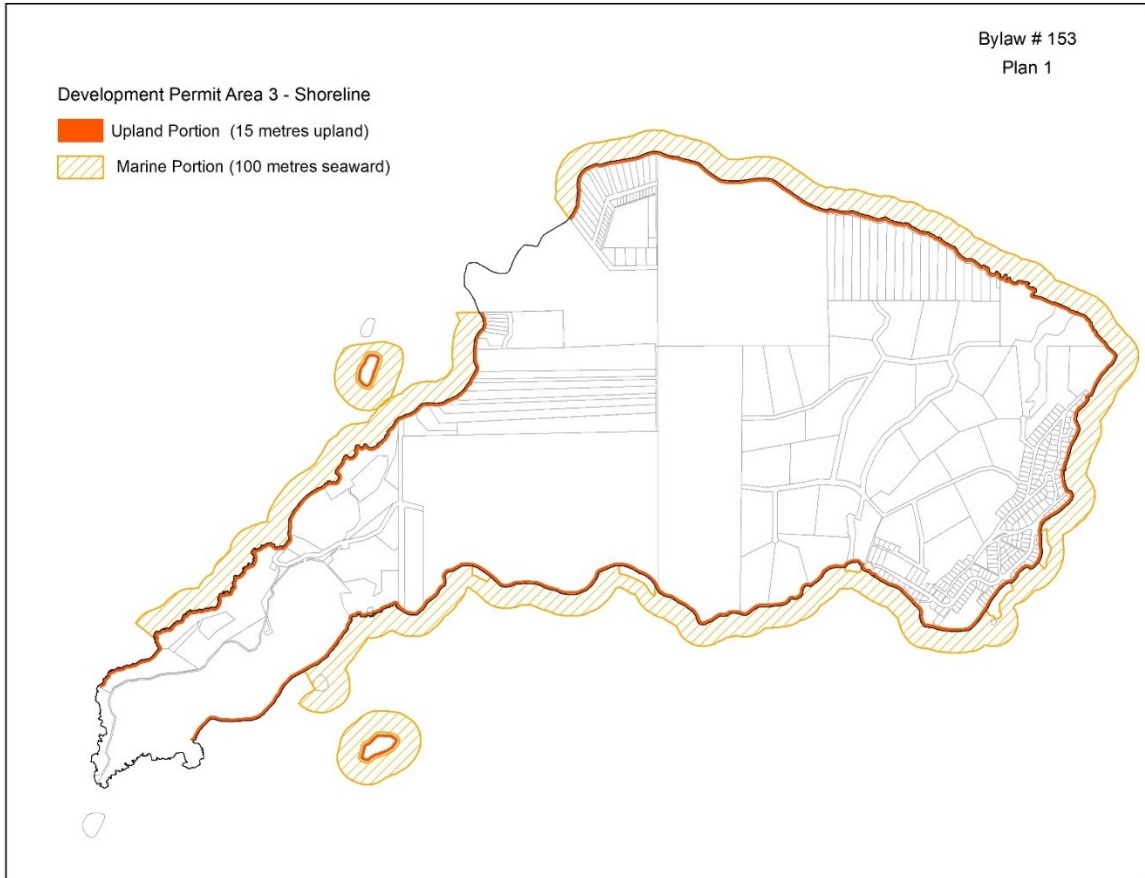 Bylaw # 153
Plan 1
Development Permit Area 3 - Shoreline
Upland Portion (15 metres upland)
Marine Portion (100 metres seaward)